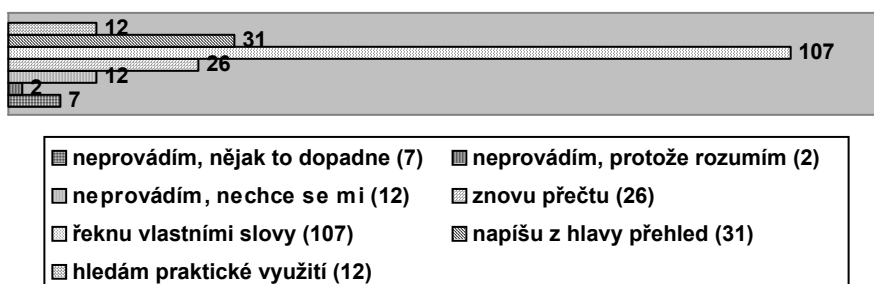 12
31
107
26
12
2
7
neprovádím, nějak to dopadne (7) neprovádím, protože rozumím (2)
neprovádím, nechce se mi (12) znovu přečtu (26)
řeknu vlastními slovy (107) napíšu z hlavy přehled (31)
hledám praktické využití (12)